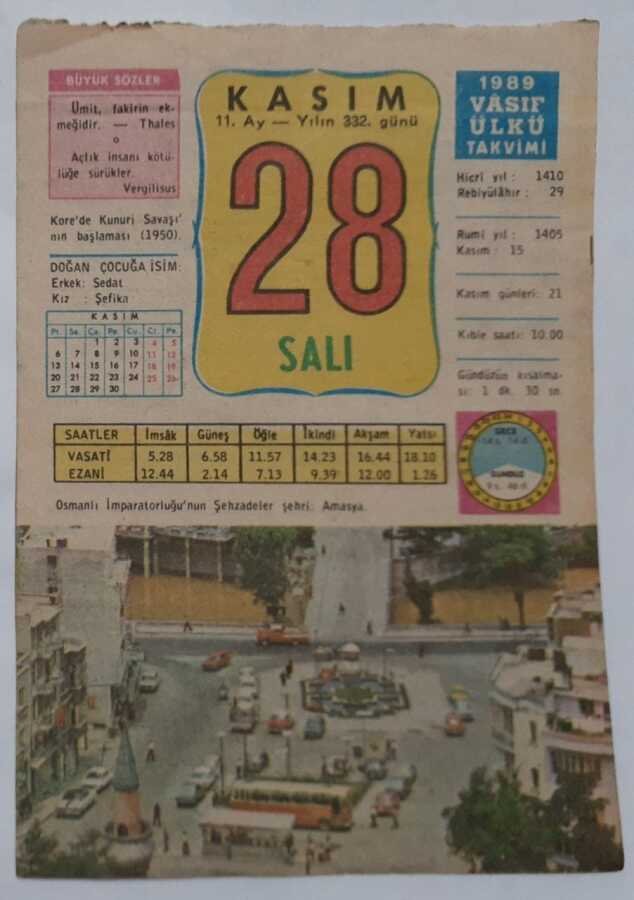 BÜYÜK SÖZLER
Ümit, fakirin ek-
meğidir. — Thales
o
Açlık insanı kötü-
lüğe sürükler.
Vergilisus
Kore'de Kunuri Savaşı'
nın başlaması (1950).
DOĞAN ÇOCUĞA İSİM:
Erkek: Sedat
Kız : Şefika
KASIM
Pt. Sa. Ça. Pe. Cu. Ct. Pa.
1 2 3 4 5
6 7 8 9 10 11 12
13 14 15 16 17 18 19
20 21 22 23 24 25 26
27 28 29 30
KASIM
11. Ay — Yılın 332. günü
28
SALI
1989
VÂSIF
ÜLKÜ
TAKVİMİ
Hicrî yıl : 1410
Rebiyülâhır : 29
Rumî yıl : 1405
Kasım : 15
Kasım günleri: 21
Kıble saati: 10.00
Gündüzün kısalma-
sı: 1 dk. 30 sn.
SAATLER İmsâk Güneş Öğle İkindi Akşam Yatsı
VASATÎ 5.28 6.58 11.57 14.23 16.44 18.10
EZANİ 12.44 2.14 7.13 9.39 12.00 1.26
GECE
GÜNDÜZ
Osmanlı İmparatorluğu'nun Şehzadeler şehri: Amasya.